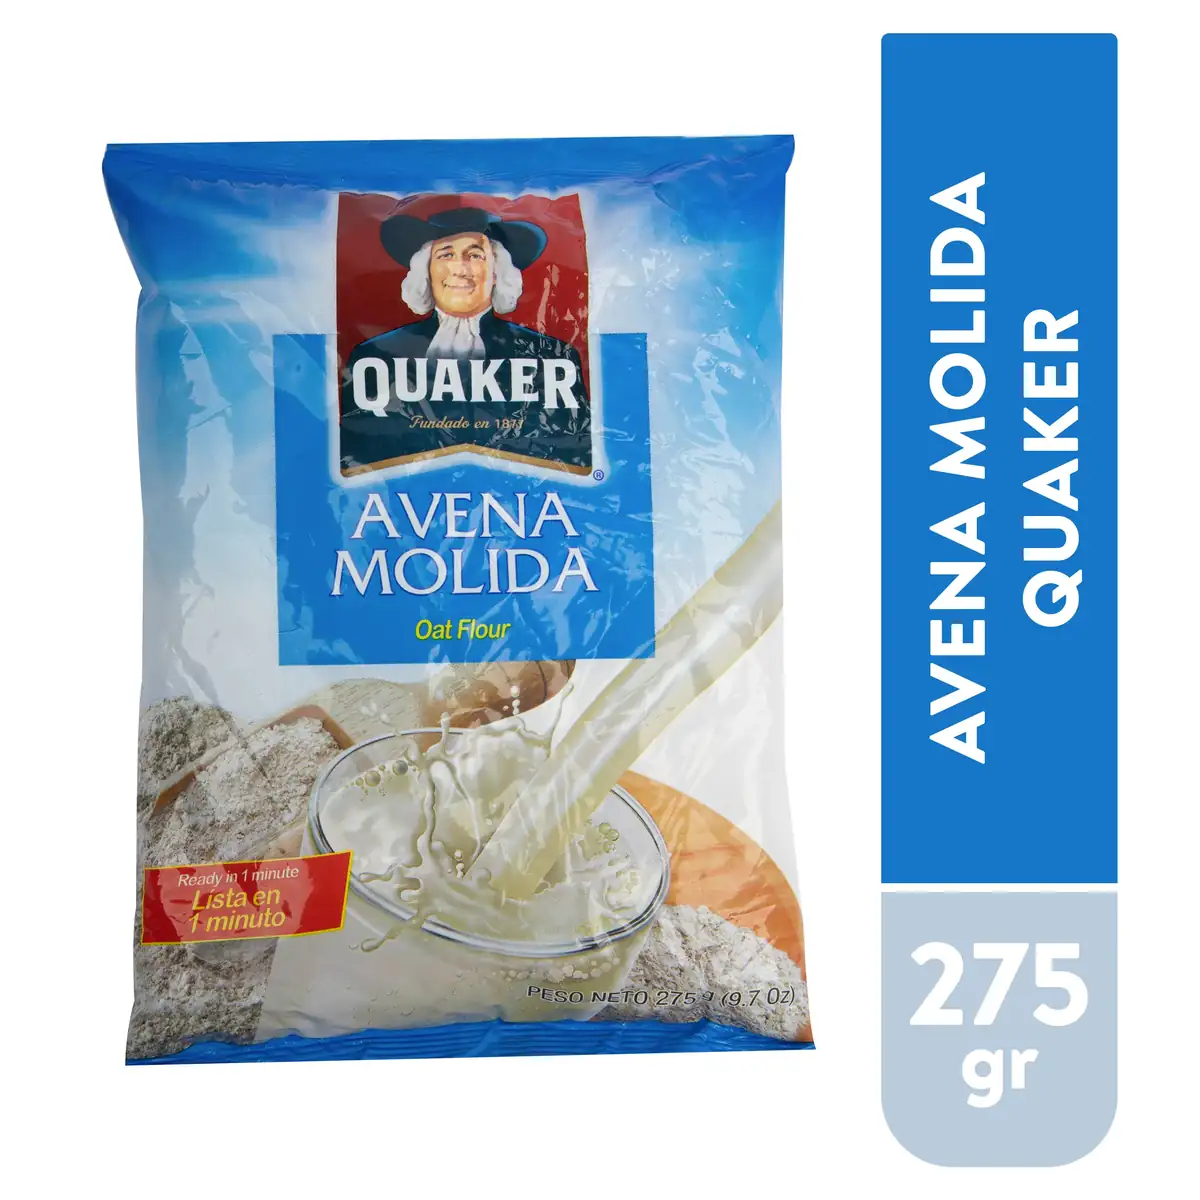 QUAKER
Fundado en 1877
®
AVENA
MOLIDA
Oat Flour
Ready in 1 minute
Lista en
1 minuto
PESO NETO 275 g (9.7 Oz)
AVENA MOLIDA
QUAKER
275
gr